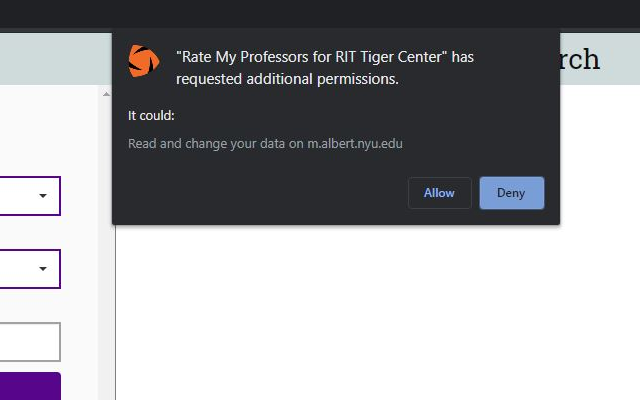 "Rate My Professors for RIT Tiger Center" has
requested additional permissions.
rch
It could:
Read and change your data on m.albert.nyu.edu
Allow
Deny